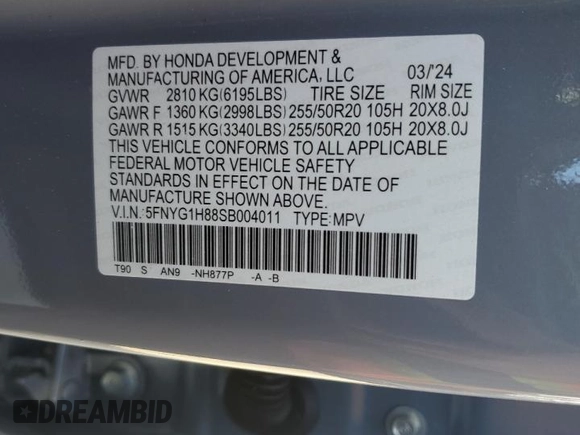 MFD. BY HONDA DEVELOPMENT &
MANUFACTURING OF AMERICA, LLC 03/'24
GVWR 2810 KG(6195LBS) TIRE SIZE RIM SIZE
GAWR F 1360 KG(2998LBS) 255/50R20 105H 20X8.0J
GAWR R 1515 KG(3340LBS) 255/50R20 105H 20X8.0J
THIS VEHICLE CONFORMS TO ALL APPLICABLE
FEDERAL MOTOR VEHICLE SAFETY
STANDARDS IN EFFECT ON THE DATE OF
MANUFACTURE SHOWN ABOVE.
V.I.N.:5FNYG1H88SB004011 TYPE:MPV
T90 S AN9 -NH877P -A -B
DREAMBID